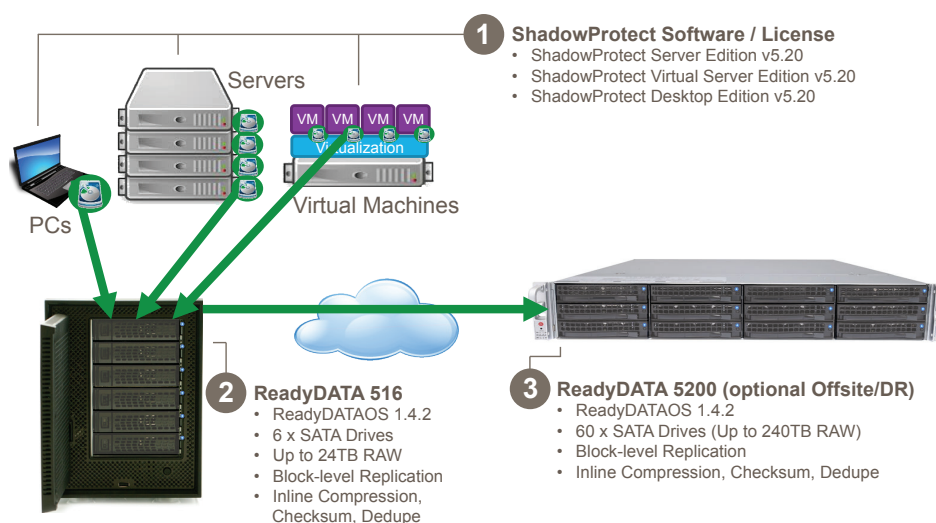 1
ShadowProtect Software / License
• ShadowProtect Server Edition v5.20
• ShadowProtect Virtual Server Edition v5.20
• ShadowProtect Desktop Edition v5.20
Servers
VM VM VM VM
Virtualization
PCs
Virtual Machines
2
ReadyDATA 516
• ReadyDATAOS 1.4.2
• 6 x SATA Drives
• Up to 24TB RAW
• Block-level Replication
• Inline Compression,
Checksum, Dedupe
3
ReadyDATA 5200 (optional Offsite/DR)
• ReadyDATAOS 1.4.2
• 60 x SATA Drives (Up to 240TB RAW)
• Block-level Replication
• Inline Compression, Checksum, Dedupe